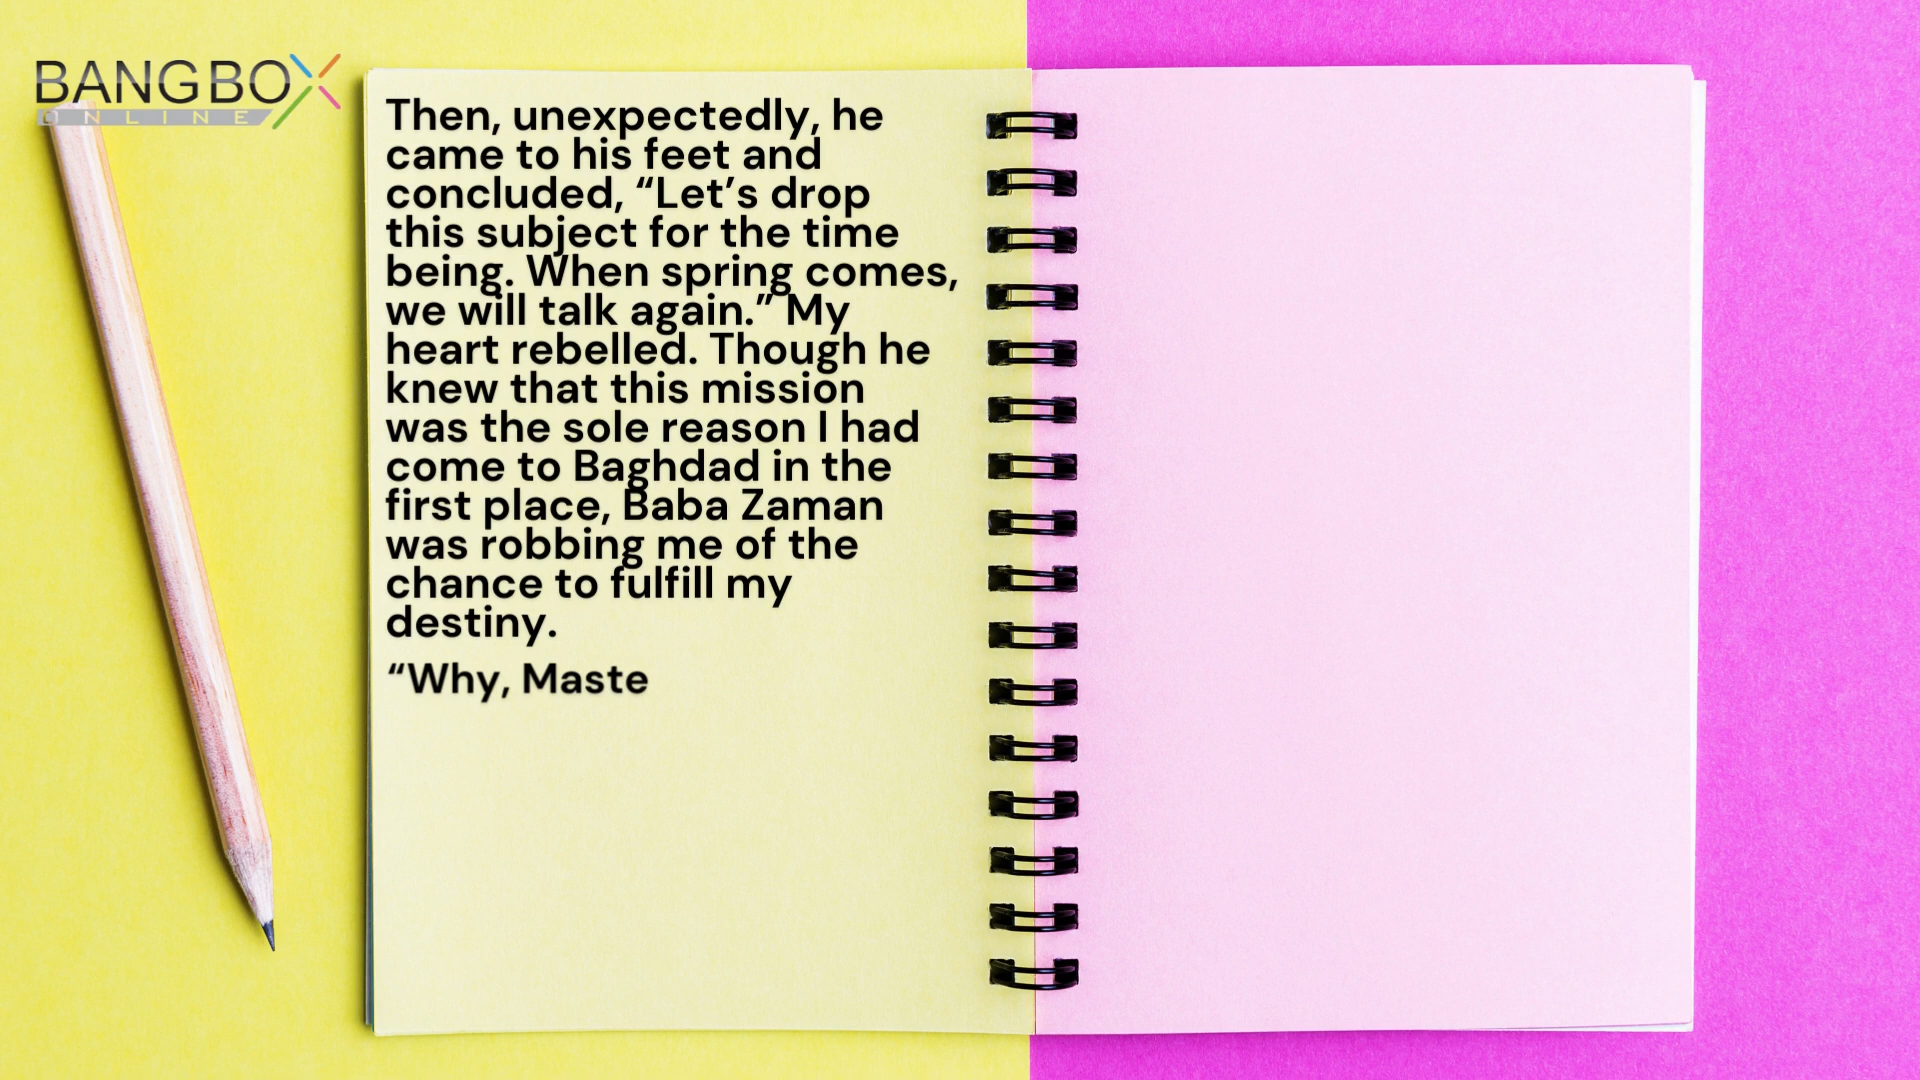 BANGBOX
ONLINE
Then, unexpectedly, he
came to his feet and
concluded, “Let’s drop
this subject for the time
being. When spring comes,
we will talk again.” My
heart rebelled. Though he
knew that this mission
was the sole reason I had
come to Baghdad in the
first place, Baba Zaman
was robbing me of the
chance to fulfill my
destiny.
“Why, Maste